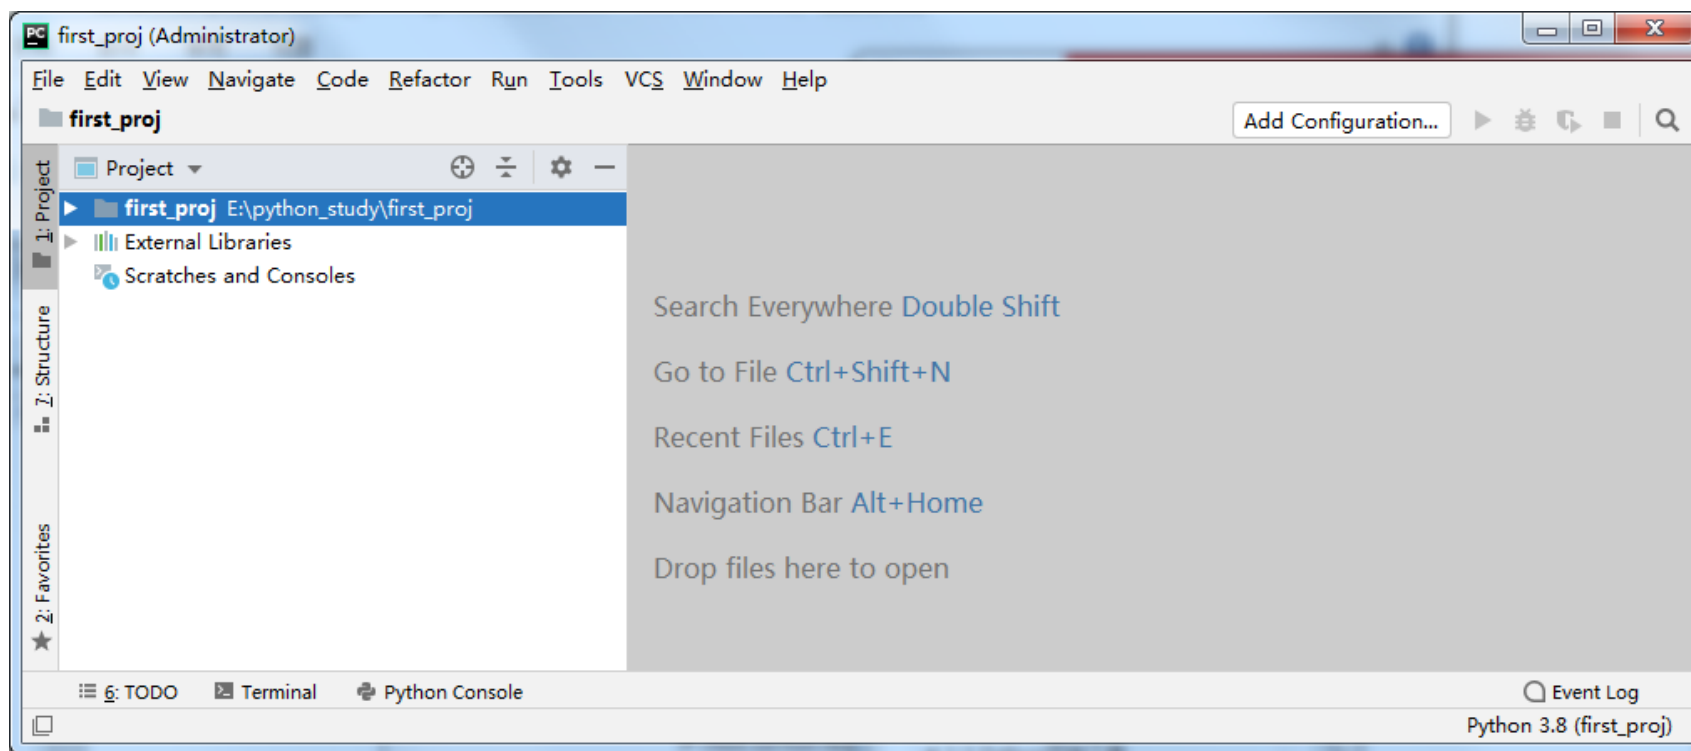 PC first_proj (Administrator)
File Edit View Navigate Code Refactor Run Tools VCS Window Help
first_proj Add Configuration...
1: Project
Project
first_proj E:\python_study\first_proj
External Libraries
Scratches and Consoles
7: Structure
2: Favorites
Search Everywhere Double Shift
Go to File Ctrl+Shift+N
Recent Files Ctrl+E
Navigation Bar Alt+Home
Drop files here to open
6: TODO Terminal Python Console Event Log
Python 3.8 (first_proj)